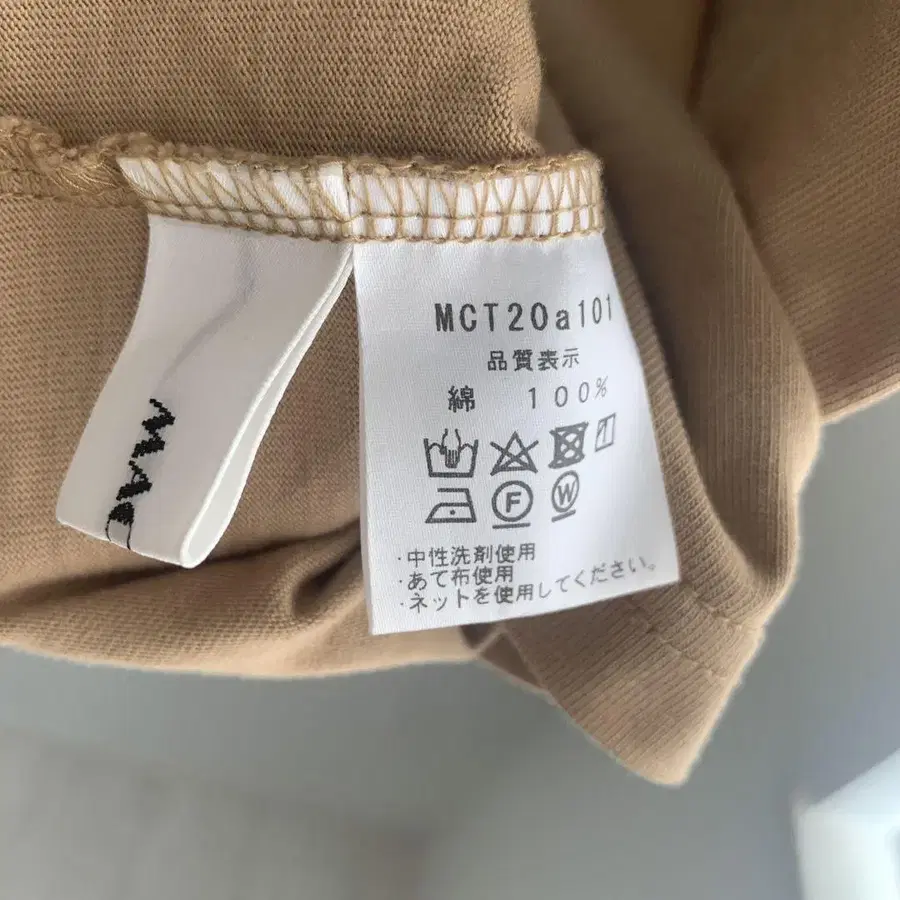 MCT20a101
品質表示
綿 100%
F W
・中性洗剤使用
・あて布使用
・ネットを使用してください。
MAC